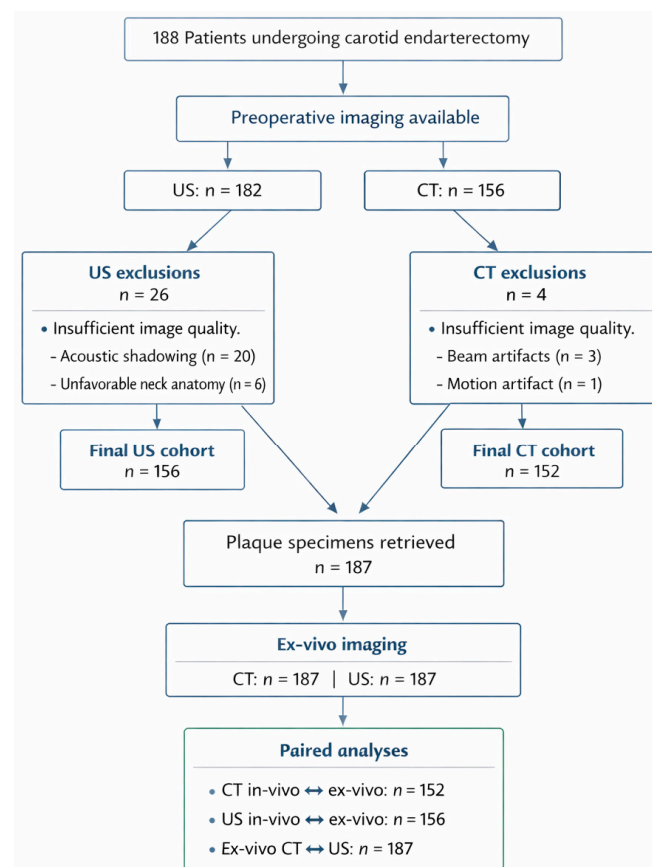 188 Patients undergoing carotid endarterectomy
Preoperative imaging available
US: n = 182
CT: n = 156
US exclusions
n = 26
• Insufficient image quality.
- Acoustic shadowing (n = 20)
- Unfavorable neck anatomy (n = 6)
CT exclusions
n = 4
• Insufficient image quality.
- Beam artifacts (n = 3)
- Motion artifact (n = 1)
Final US cohort
n = 156
Final CT cohort
n = 152
Plaque specimens retrieved
n = 187
Ex-vivo imaging
CT: n = 187 | US: n = 187
Paired analyses
• CT in-vivo ↔ ex-vivo: n = 152
• US in-vivo ↔ ex-vivo: n = 156
• Ex-vivo CT ↔ US: n = 187